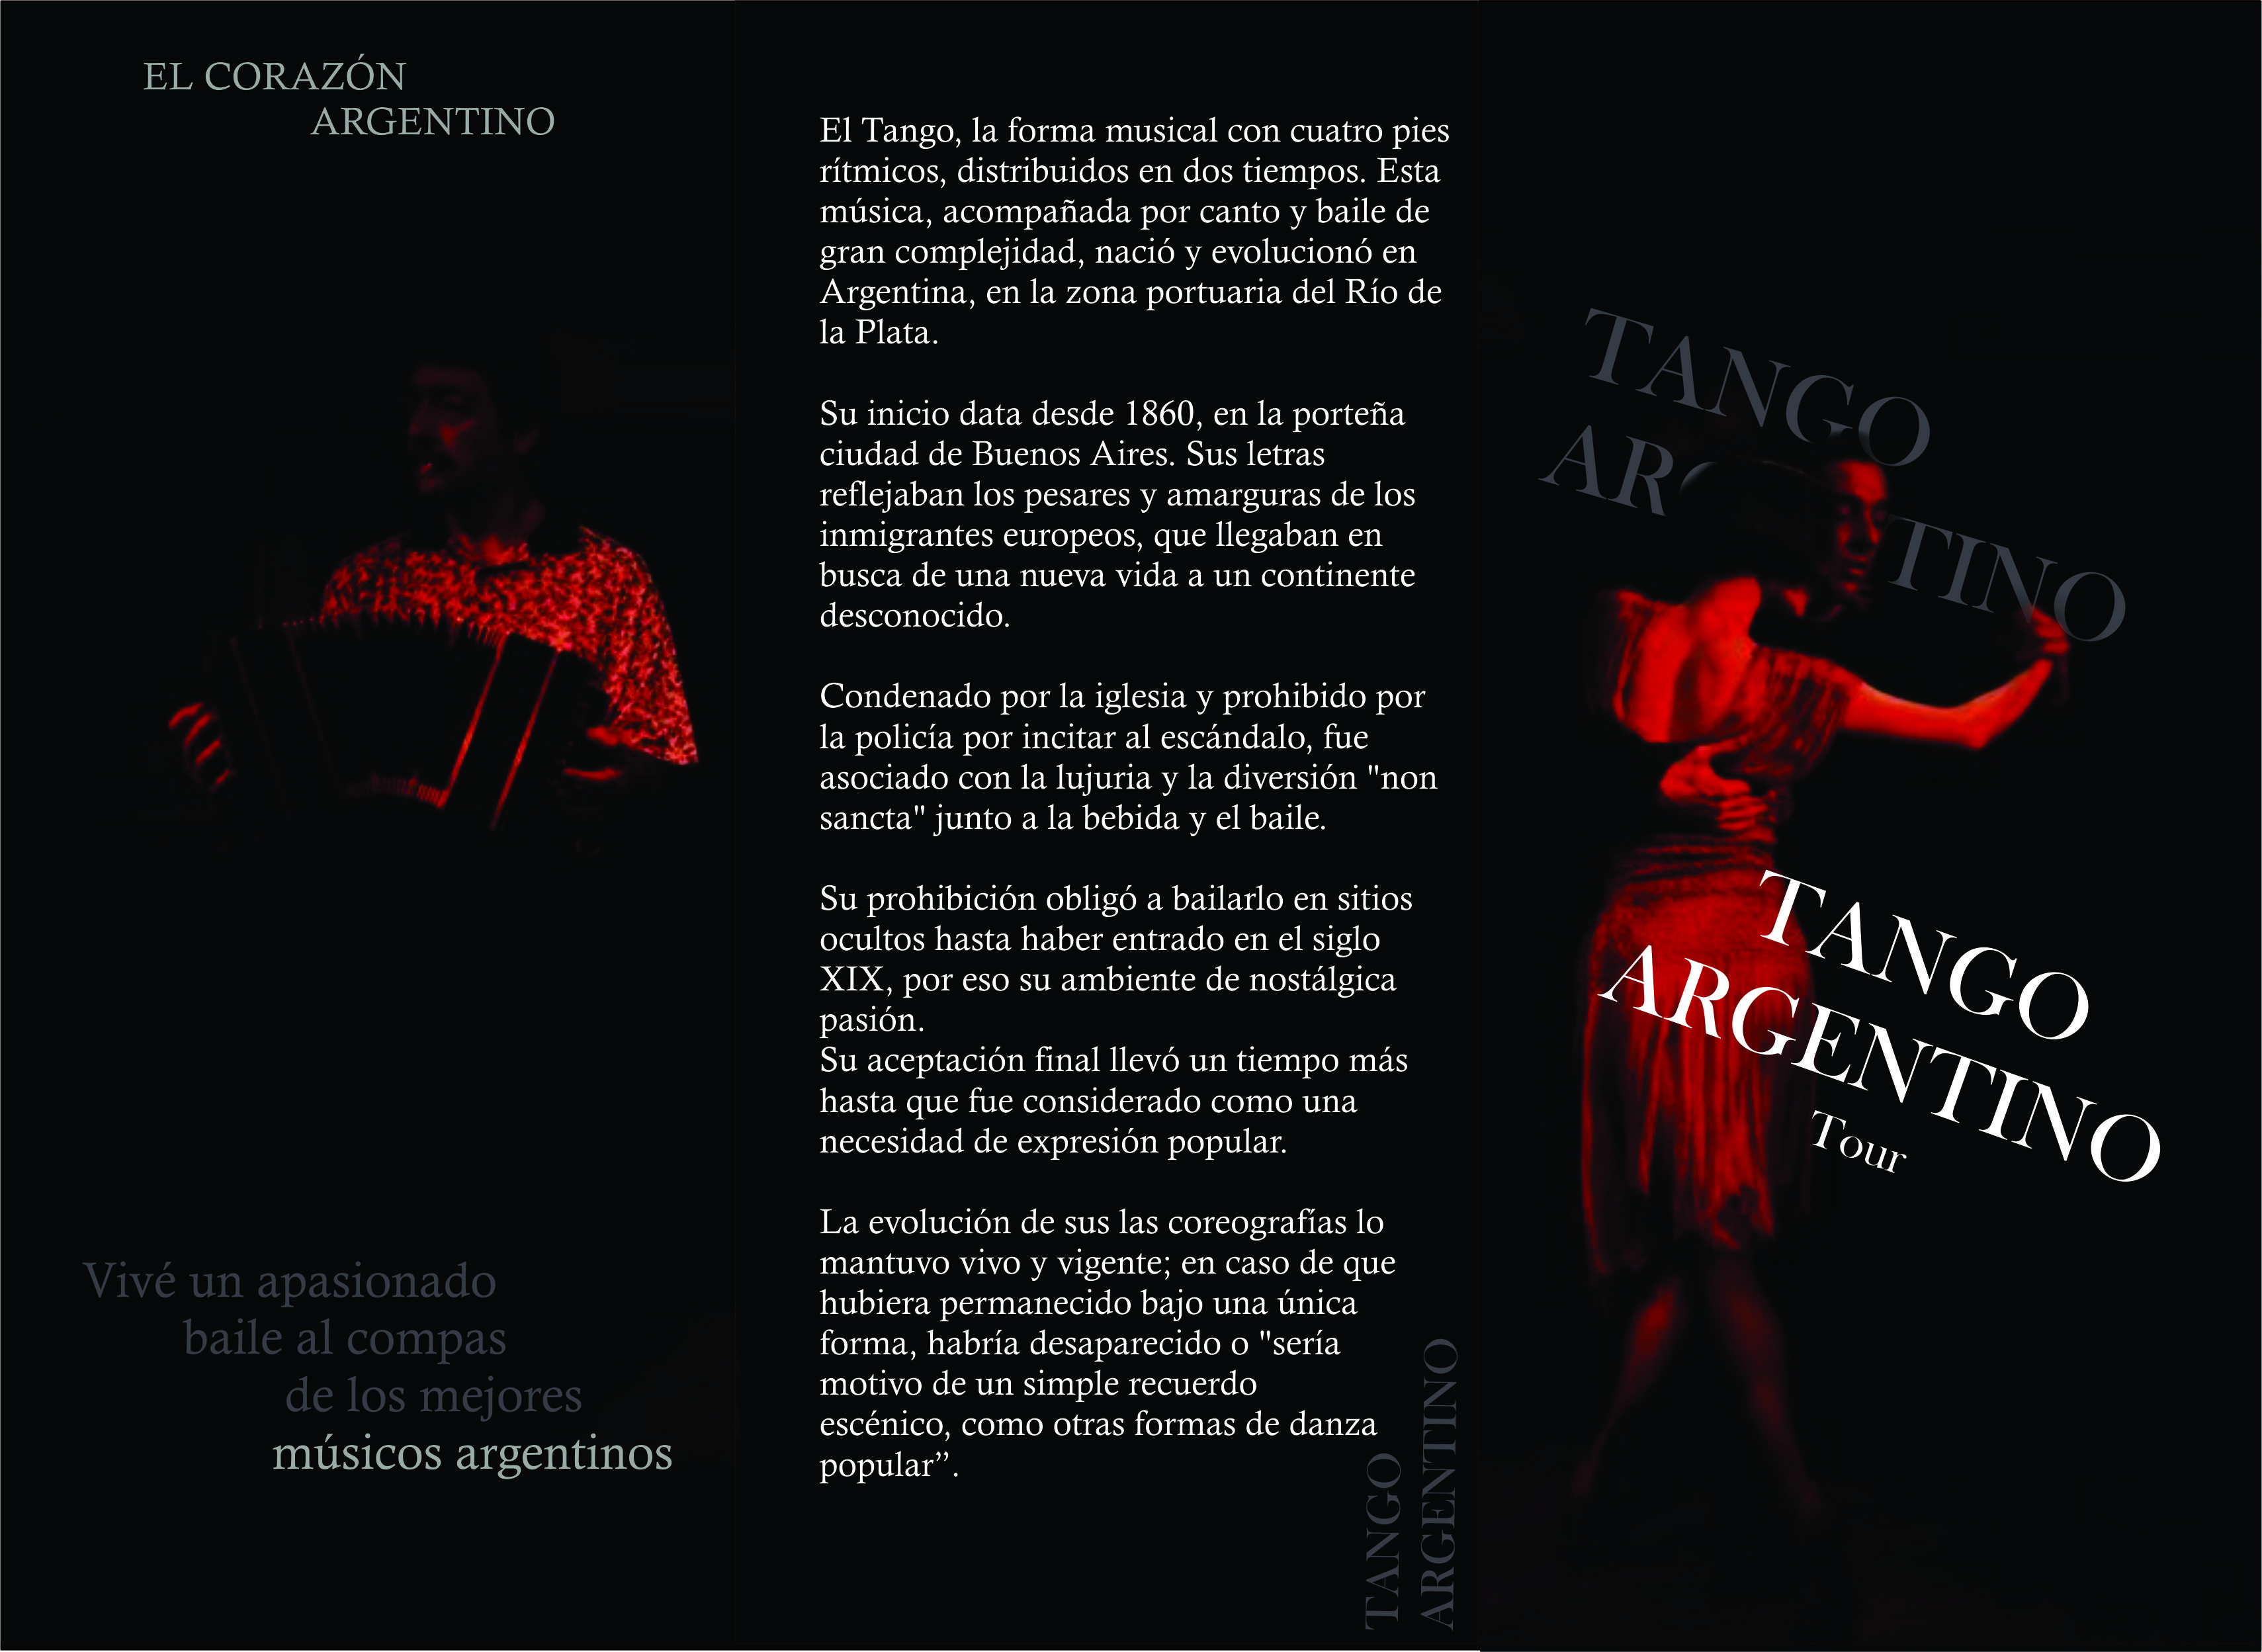 EL CORAZÓN
ARGENTINO
Vivé un apasionado
baile al compas
de los mejores
músicos argentinos
El Tango, la forma musical con cuatro pies
rítmicos, distribuidos en dos tiempos. Esta
música, acompañada por canto y baile de
gran complejidad, nació y evolucionó en
Argentina, en la zona portuaria del Río de
la Plata.
Su inicio data desde 1860, en la porteña
ciudad de Buenos Aires. Sus letras
reflejaban los pesares y amarguras de los
inmigrantes europeos, que llegaban en
busca de una nueva vida a un continente
desconocido.
Condenado por la iglesia y prohibido por
la policía por incitar al escándalo, fue
asociado con la lujuria y la diversión "non
sancta" junto a la bebida y el baile.
Su prohibición obligó a bailarlo en sitios
ocultos hasta haber entrado en el siglo
XIX, por eso su ambiente de nostálgica
pasión.
Su aceptación final llevó un tiempo más
hasta que fue considerado como una
necesidad de expresión popular.
La evolución de sus las coreografías lo
mantuvo vivo y vigente; en caso de que
hubiera permanecido bajo una única
forma, habría desaparecido o "sería
motivo de un simple recuerdo
escénico, como otras formas de danza
popular”.
TANGO
ARGENTINO
TANGO
AR TINO
TANGO
ARGENTINO
Tour